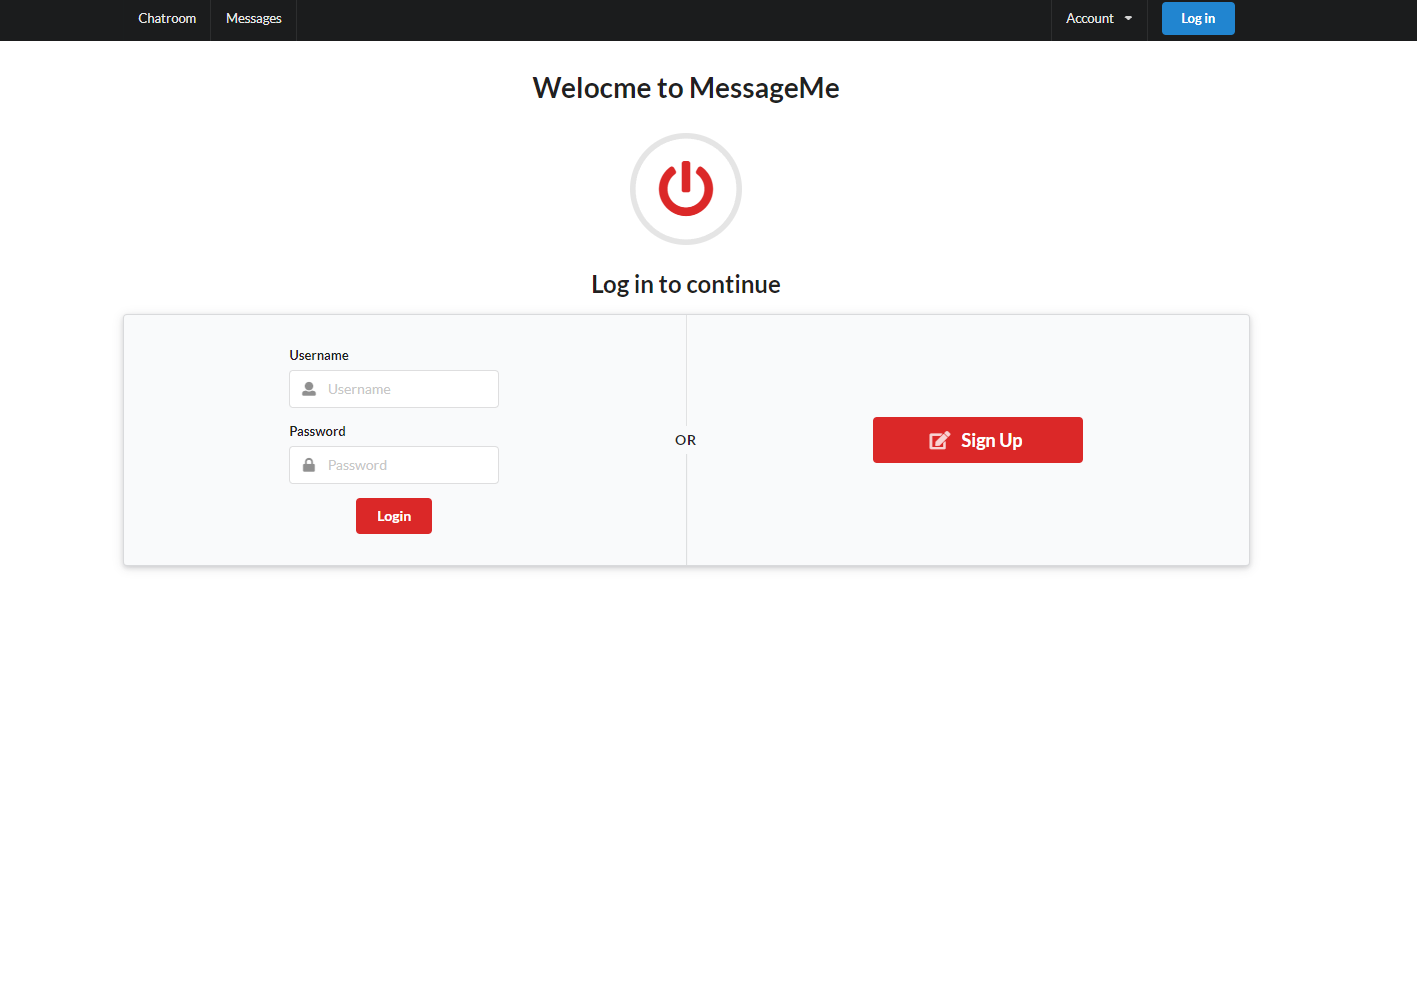 Chatroom Messages Account Log in
Welocme to MessageMe
Log in to continue
Username
Username
Password
Password
Login
OR
Sign Up